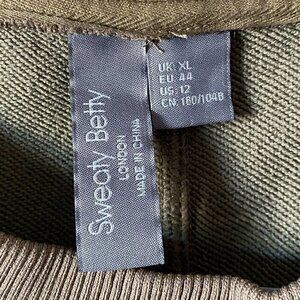 Sweaty Betty
LONDON
MADE IN CHINA
UK: XL
EU: 44
US: 12
CN: 180/104B